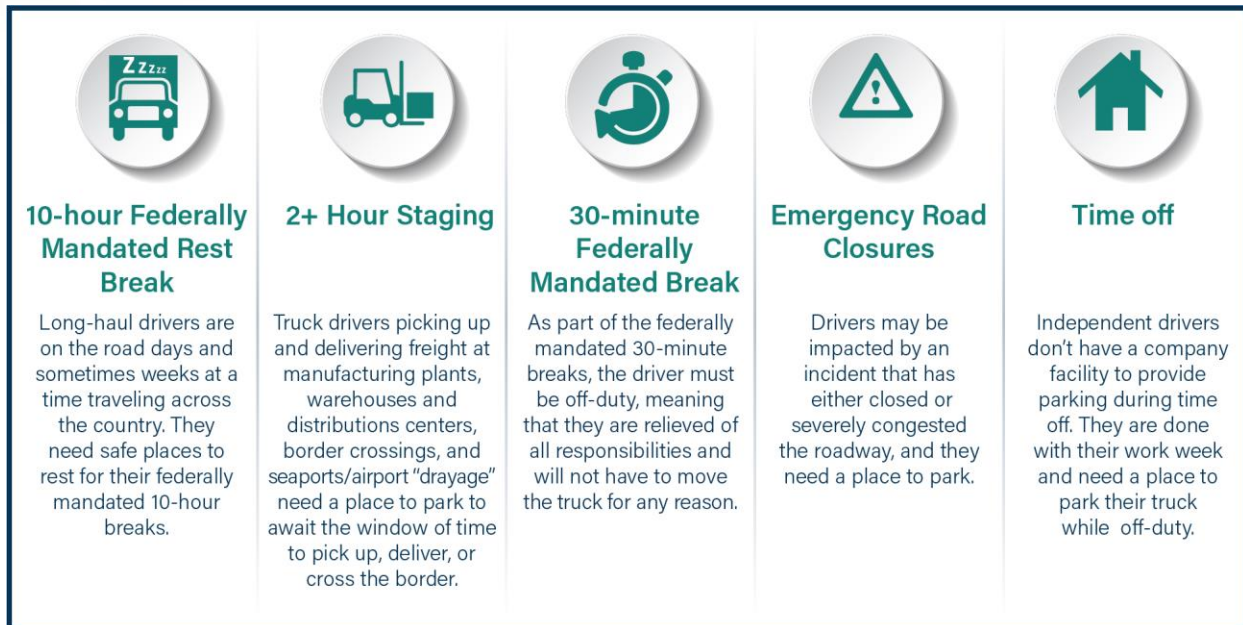 Zzzzz
10-hour Federally
Mandated Rest
Break
Long-haul drivers are
on the road days and
sometimes weeks at a
time traveling across
the country. They
need safe places to
rest for their federally
mandated 10-hour
breaks.
2+ Hour Staging
Truck drivers picking up
and delivering freight at
manufacturing plants,
warehouses and
distributions centers,
border crossings, and
seaports/airport "drayage"
need a place to park to
await the window of time
to pick up, deliver, or
cross the border.
30-minute
Federally
Mandated Break
As part of the federally
mandated 30-minute
breaks, the driver must
be off-duty, meaning
that they are relieved of
all responsibilities and
will not have to move
the truck for any reason.
!
Emergency Road
Closures
Drivers may be
impacted by an
incident that has
either closed or
severely congested
the roadway, and they
need a place to park.
Time off
Independent drivers
don’t have a company
facility to provide
parking during time
off. They are done
with their work week
and need a place to
park their truck
while off-duty.